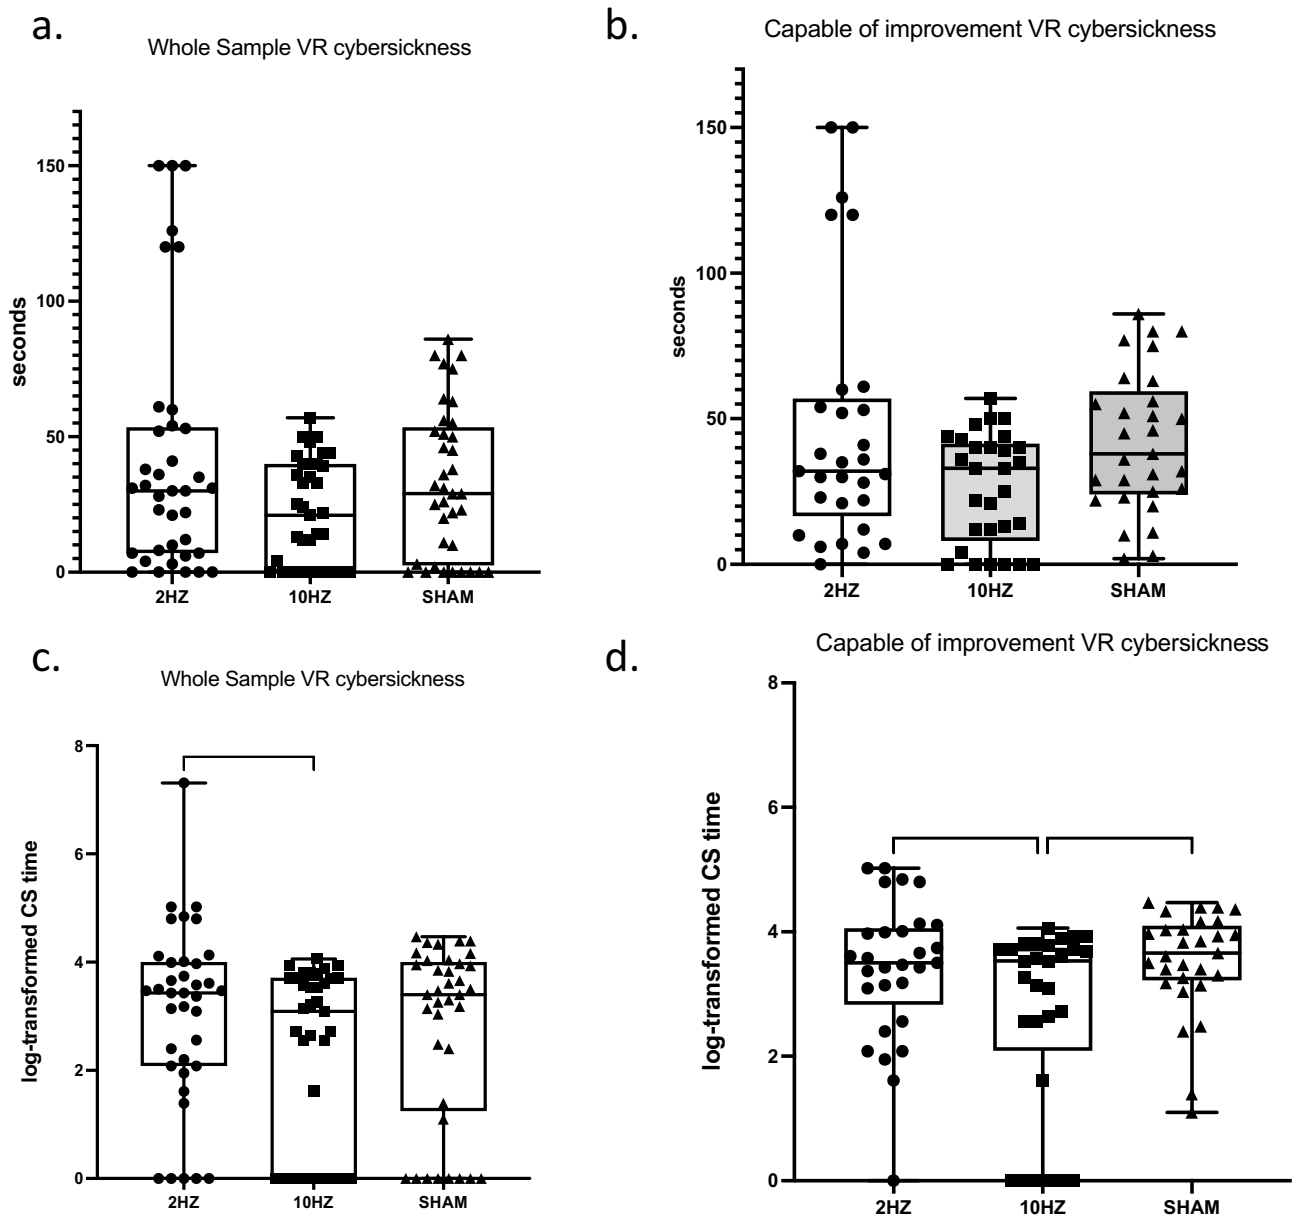 a.
Whole Sample VR cybersickness
seconds
150
100
50
0
2HZ
10HZ
SHAM
b.
Capable of improvement VR cybersickness
seconds
150
100
50
0
2HZ
10HZ
SHAM
c.
Whole Sample VR cybersickness
log-transformed CS time
8
6
4
2
0
2HZ
10HZ
SHAM
d.
Capable of improvement VR cybersickness
log-transformed CS time
8
6
4
2
0
2HZ
10HZ
SHAM